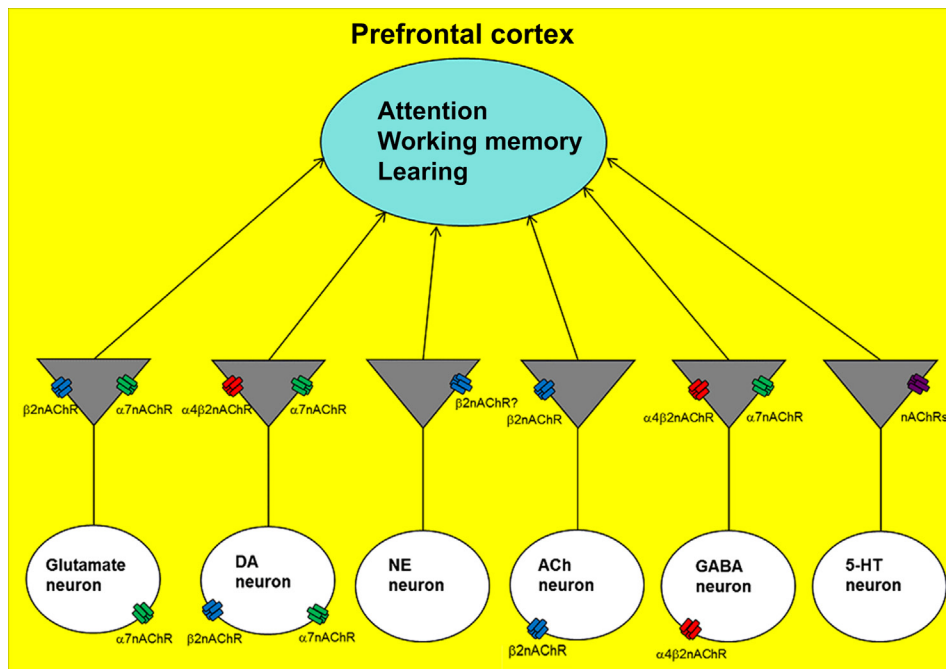 Prefrontal cortex
Attention
Working memory
Learing
β2nAChR
α7nAChR
α4β2nAChR
α7nAChR
β2nAChR?
β2nAChR
α4β2nAChR
α7nAChR
nAChRs
Glutamate
neuron
α7nAChR
DA
neuron
β2nAChR
α7nAChR
NE
neuron
ACh
neuron
β2nAChR
GABA
neuron
α4β2nAChR
5-HT
neuron